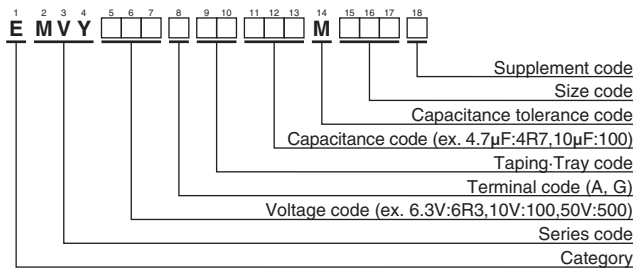 1 2 3 4 5 6 7 8 9 10 11 12 13 14 15 16 17 18
E M V Y M
Supplement code
Size code
Capacitance tolerance code
Capacitance code (ex. 4.7µF:4R7,10µF:100)
Taping·Tray code
Terminal code (A, G)
Voltage code (ex. 6.3V:6R3,10V:100,50V:500)
Series code
Category